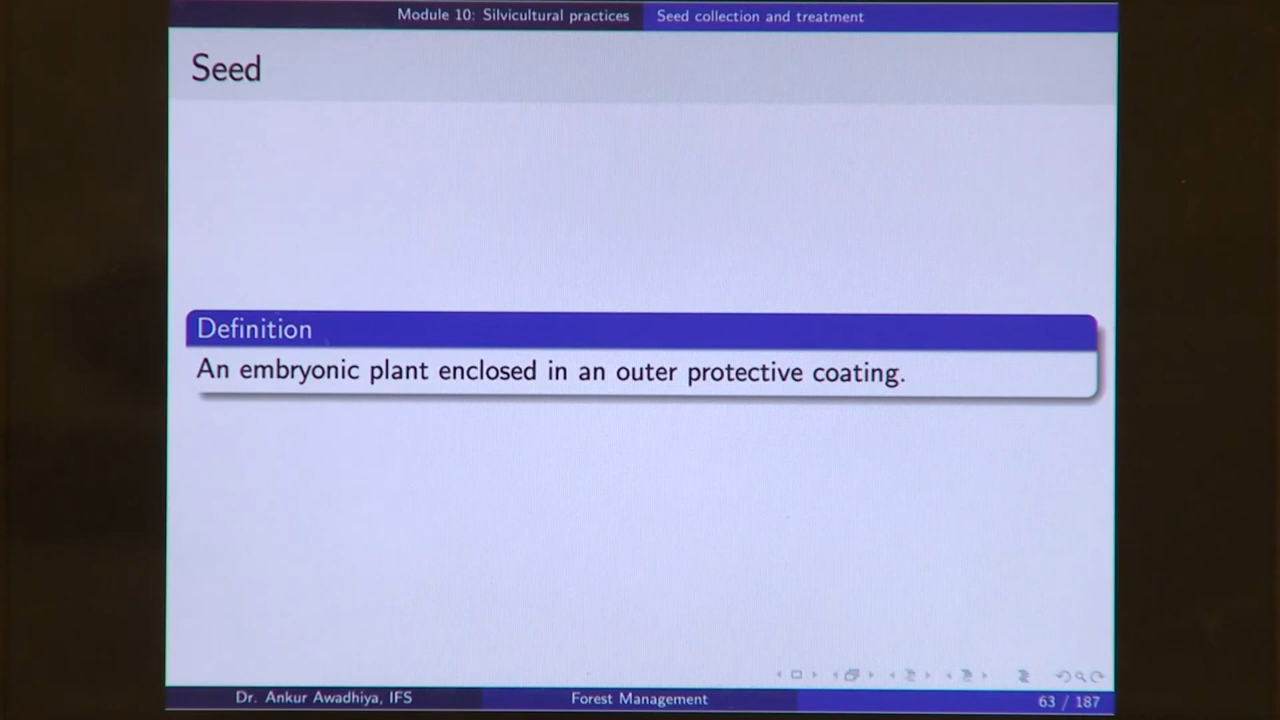 Module 10: Silvicultural practices Seed collection and treatment
Seed
Definition
An embryonic plant enclosed in an outer protective coating.
Dr. Ankur Awadhiya, IFS Forest Management 63 / 187